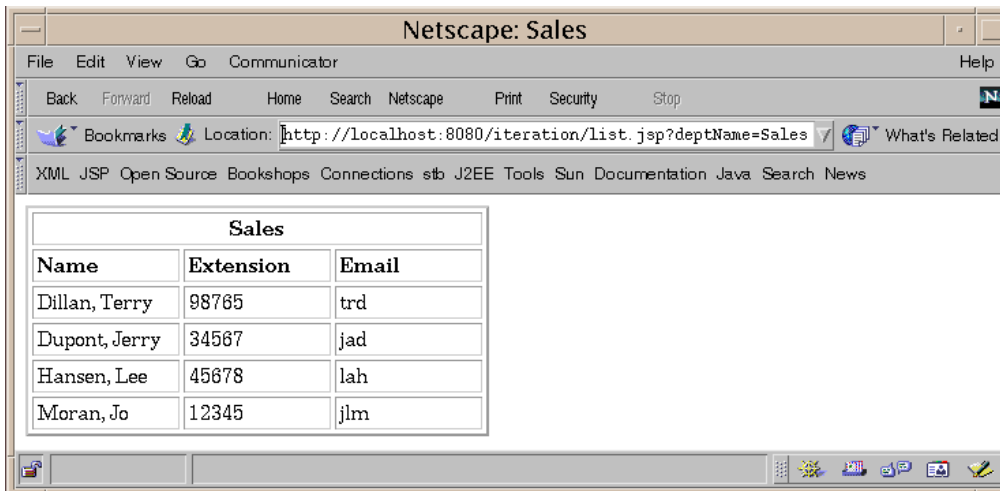 Netscape: Sales
File Edit View Go Communicator Help
Back Forward Reload Home Search Netscape Print Security Stop N
Bookmarks Location: http://localhost:8080/iteration/list.jsp?deptName=Sales What's Related
XML JSP Open Source Bookshops Connections stb J2EE Tools Sun Documentation Java Search News
Sales
Name Extension Email
Dillan, Terry 98765 trd
Dupont, Jerry 34567 jad
Hansen, Lee 45678 lah
Moran, Jo 12345 jlm